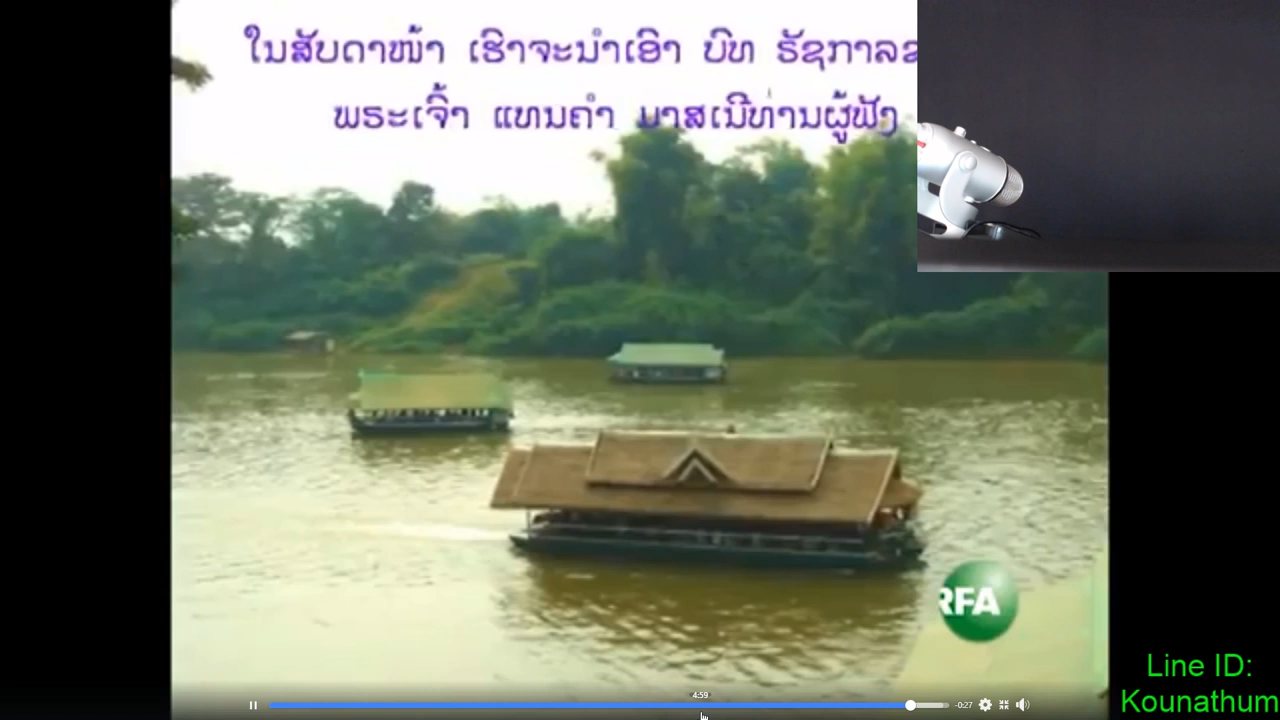 ໃນສັບດາໜ້າ ເຮົາຈະນຳເອົາ ບົທ ຣັຊກາລ
ພຣະເຈົ້າ ແທນຄຳ ມາສເນີທ່ານຜູ້ຟັງ
RFA
4:59
-0:27
Line ID:
Kounathum